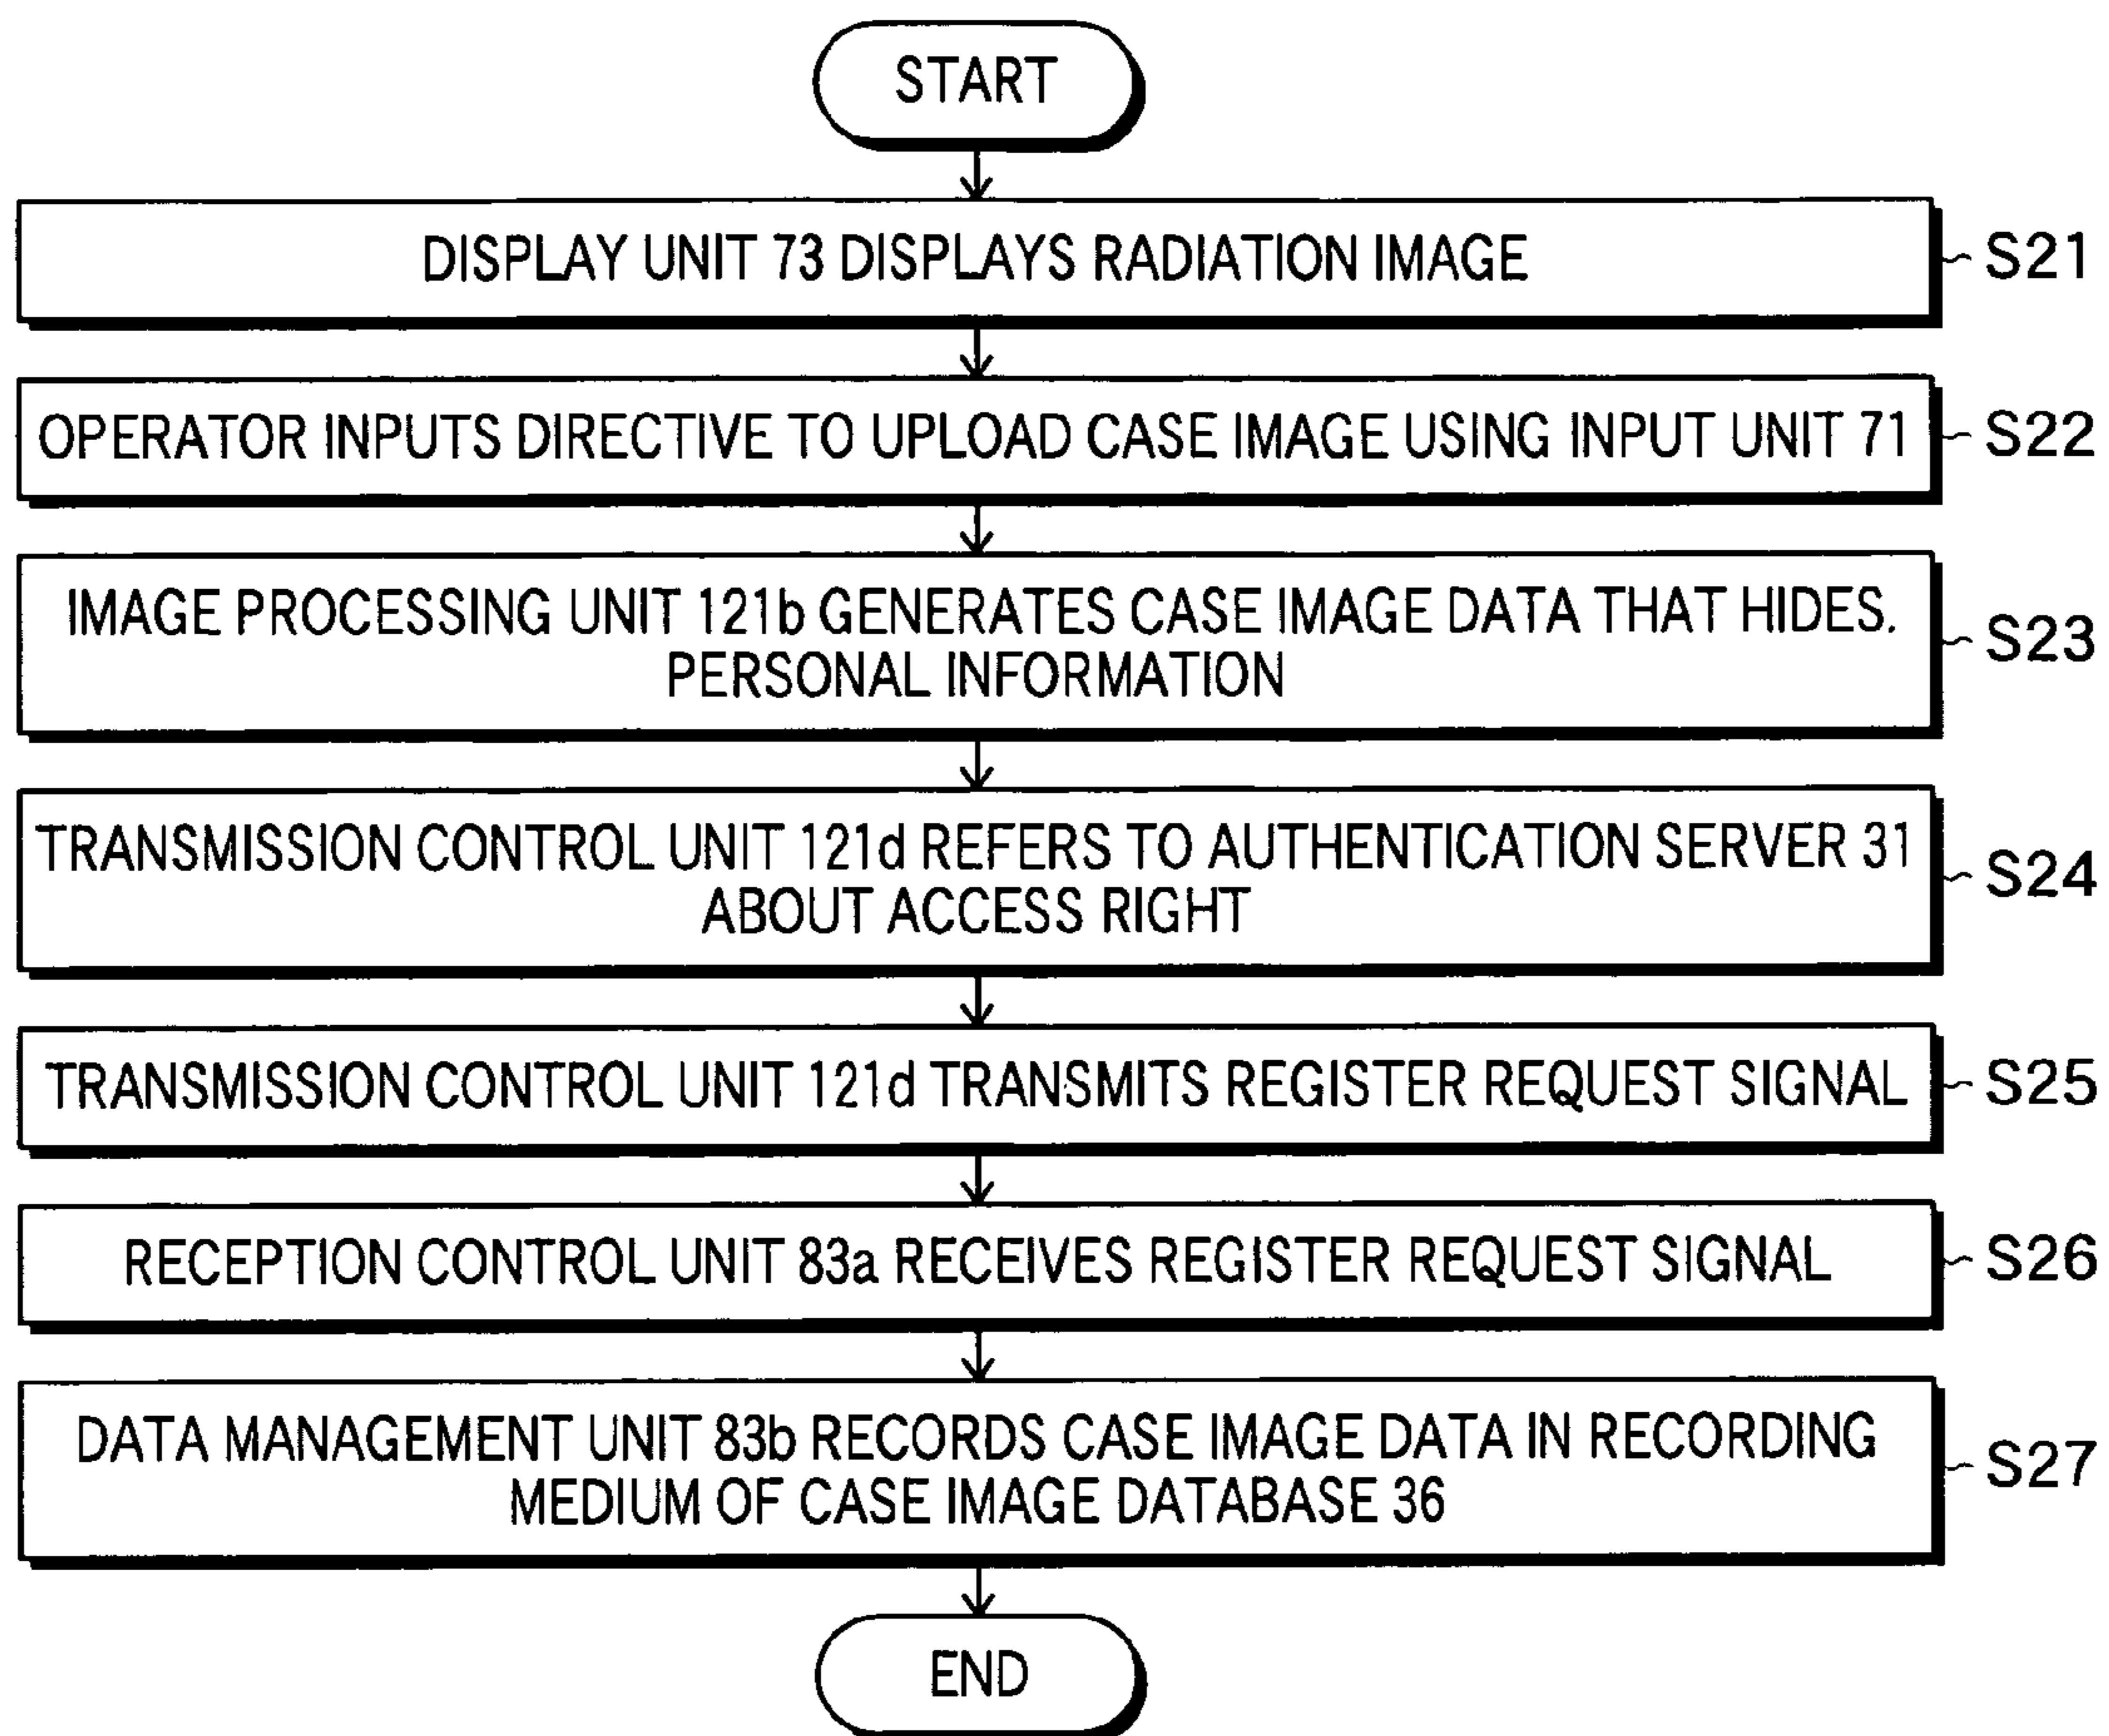 START
DISPLAY UNIT 73 DISPLAYS RADIATION IMAGE
S21
OPERATOR INPUTS DIRECTIVE TO UPLOAD CASE IMAGE USING INPUT UNIT 71
S22
IMAGE PROCESSING UNIT 121b GENERATES CASE IMAGE DATA THAT HIDES.
PERSONAL INFORMATION
S23
TRANSMISSION CONTROL UNIT 121d REFERS TO AUTHENTICATION SERVER 31
ABOUT ACCESS RIGHT
S24
TRANSMISSION CONTROL UNIT 121d TRANSMITS REGISTER REQUEST SIGNAL
S25
RECEPTION CONTROL UNIT 83a RECEIVES REGISTER REQUEST SIGNAL
S26
DATA MANAGEMENT UNIT 83b RECORDS CASE IMAGE DATA IN RECORDING
MEDIUM OF CASE IMAGE DATABASE 36
S27
END